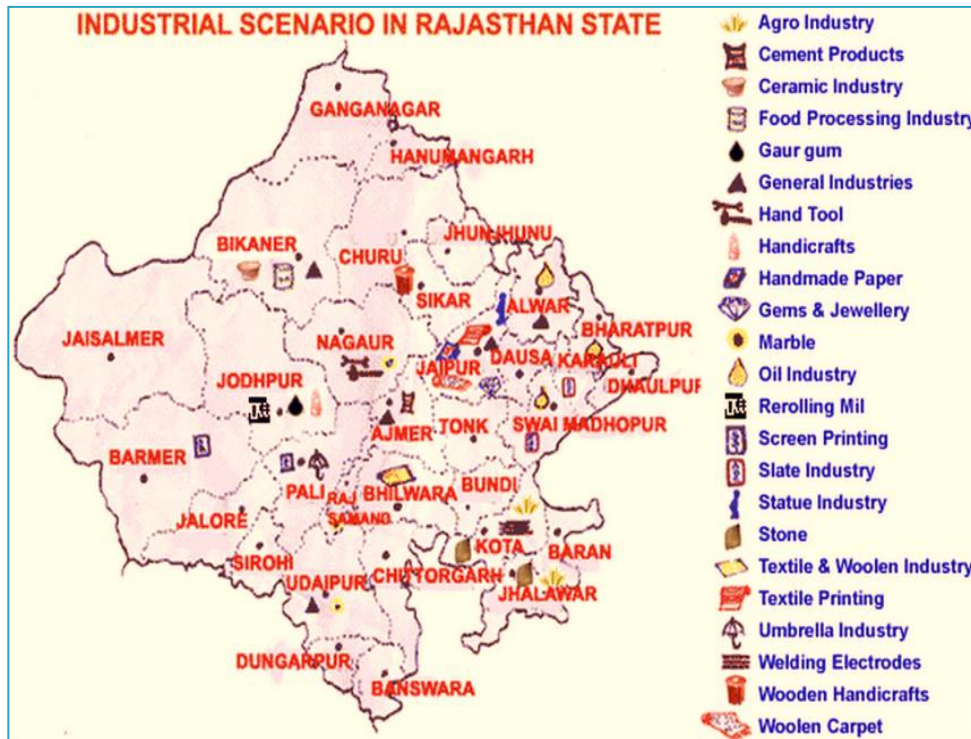 INDUSTRIAL SCENARIO IN RAJASTHAN STATE
GANGANAGAR
HANUMANGARH
BIKANER
CHURU
JHUNJHUNU
SIKAR
ALWAR
JAISALMER
NAGAUR
BHARATPUR
JAIPUR
DAUSA
KARAULI
DHAULPUR
JODHPUR
AJMER
TONK
SWAI MADHOPUR
BARMER
PALI
RAJ
SAMAND
BHILWARA
BUNDI
JALORE
KOTA
BARAN
SIROHI
UDAIPUR
CHITTORGARH
JHALAWAR
DUNGARPUR
BANSWARA
Agro Industry
Cement Products
Ceramic Industry
Food Processing Industry
Gaur gum
General Industries
Hand Tool
Handicrafts
Handmade Paper
Gems & Jewellery
Marble
Oil Industry
Rerolling Mil
Screen Printing
Slate Industry
Statue Industry
Stone
Textile & Woolen Industry
Textile Printing
Umbrella Industry
Welding Electrodes
Wooden Handicrafts
Woolen Carpet